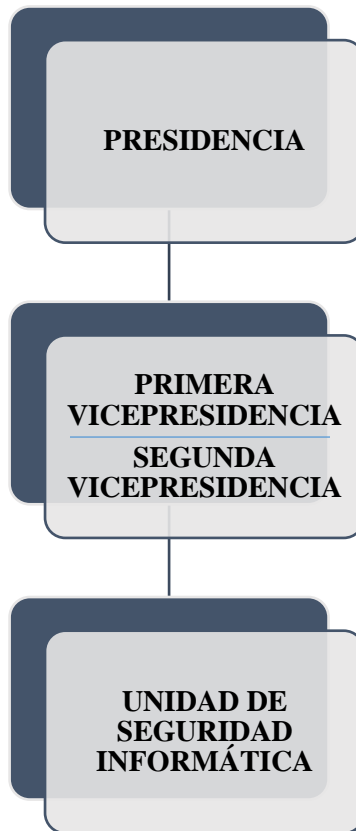 PRESIDENCIA
PRIMERA
VICEPRESIDENCIA
SEGUNDA
VICEPRESIDENCIA
UNIDAD DE
SEGURIDAD
INFORMÁTICA